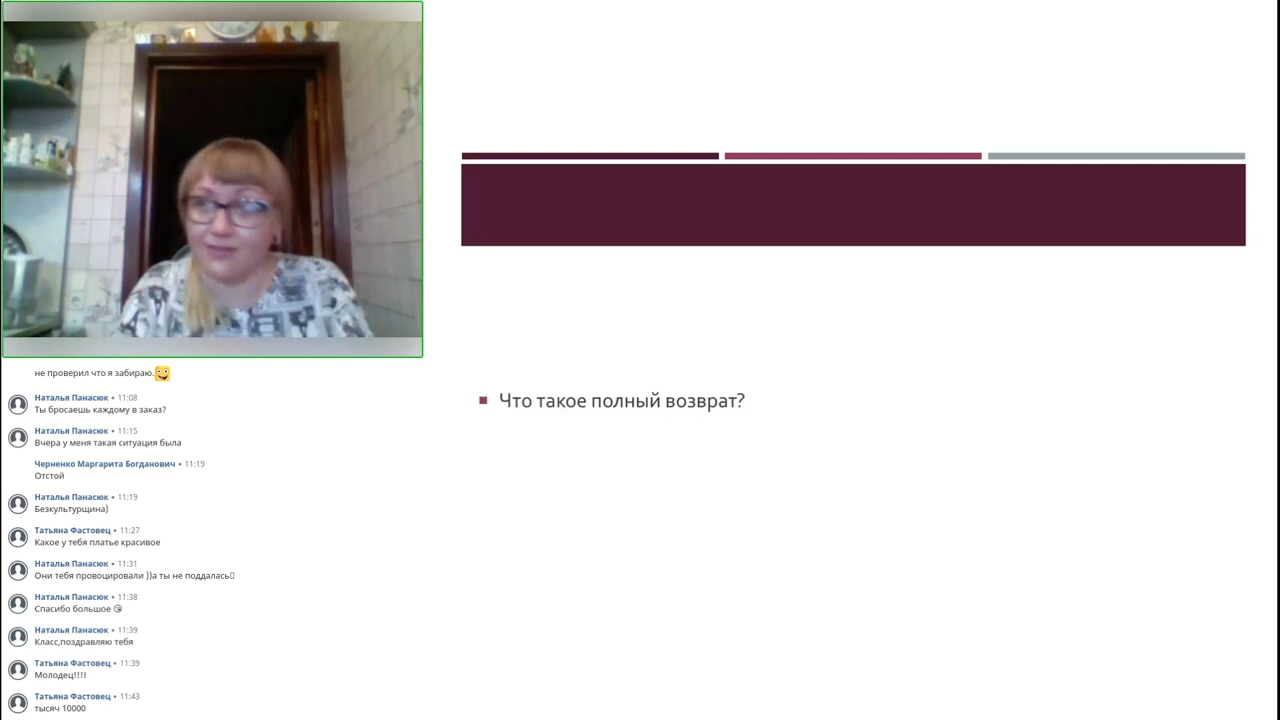 не проверил что я забираю.
Наталья Панасюк • 11:08
Ты бросаешь каждому в заказ?
Наталья Панасюк • 11:15
Вчера у меня такая ситуация была
Черненко Маргарита Богданович • 11:19
Отстой
Наталья Панасюк • 11:19
Безкультурщина)
Татьяна Фастовец • 11:27
Какое у тебя платье красивое
Наталья Панасюк • 11:31
Они тебя провоцировали ))а ты не поддалась
Наталья Панасюк • 11:38
Спасибо большое 😘
Наталья Панасюк • 11:39
Класс,поздравляю тебя
Татьяна Фастовец • 11:39
Молодец!!!!
Татьяна Фастовец • 11:43
тысяч 10000
Что такое полный возврат?